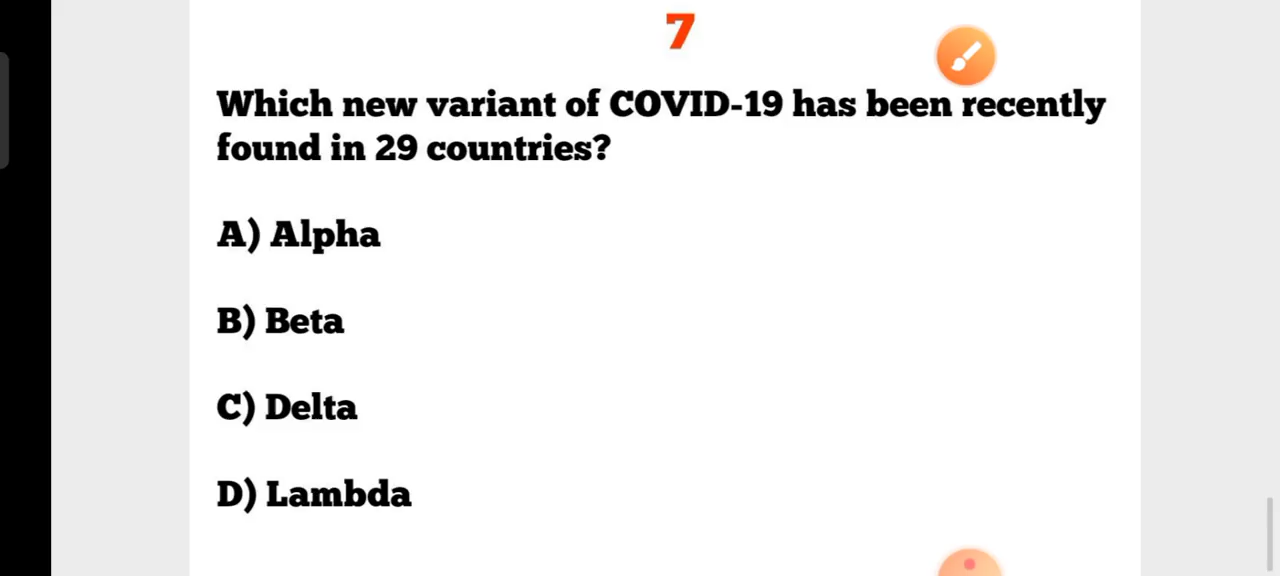 7
Which new variant of COVID-19 has been recently
found in 29 countries?
A) Alpha
B) Beta
C) Delta
D) Lambda